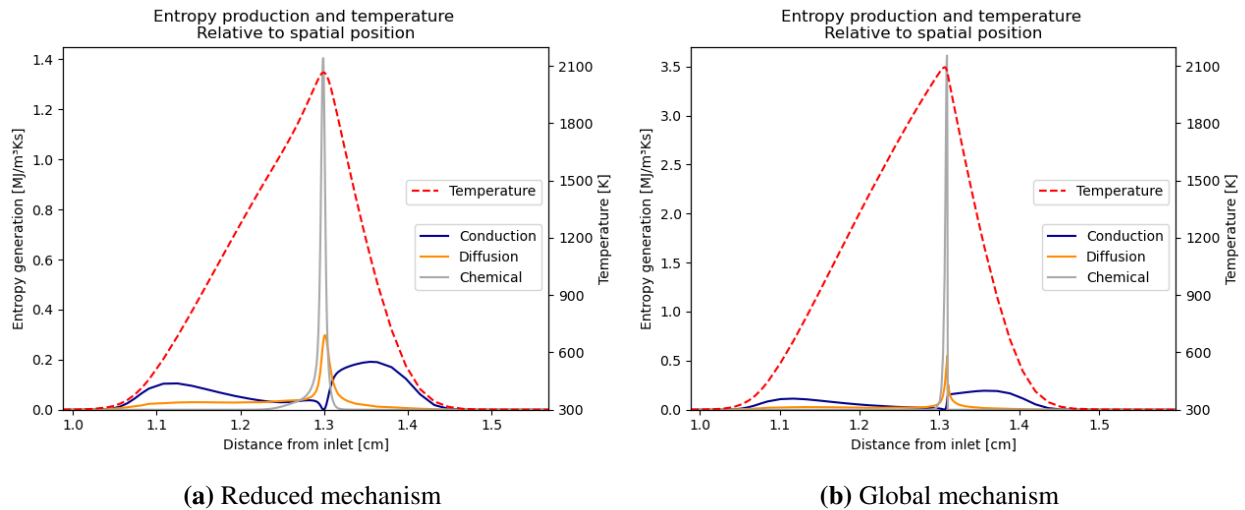 Entropy production and temperature
Relative to spatial position
1.4
1.2
1.0
0.8
0.6
0.4
0.2
0.0
Entropy generation [MJ/m³Ks]
2100
1800
1500
1200
900
600
300
Temperature [K]
Temperature
Conduction
Diffusion
Chemical
1.0 1.1 1.2 1.3 1.4 1.5
Distance from inlet [cm]
(a) Reduced mechanism
Entropy production and temperature
Relative to spatial position
3.5
3.0
2.5
2.0
1.5
1.0
0.5
0.0
Entropy generation [MJ/m³Ks]
2100
1800
1500
1200
900
600
300
Temperature [K]
Temperature
Conduction
Diffusion
Chemical
1.0 1.1 1.2 1.3 1.4 1.5
Distance from inlet [cm]
(b) Global mechanism